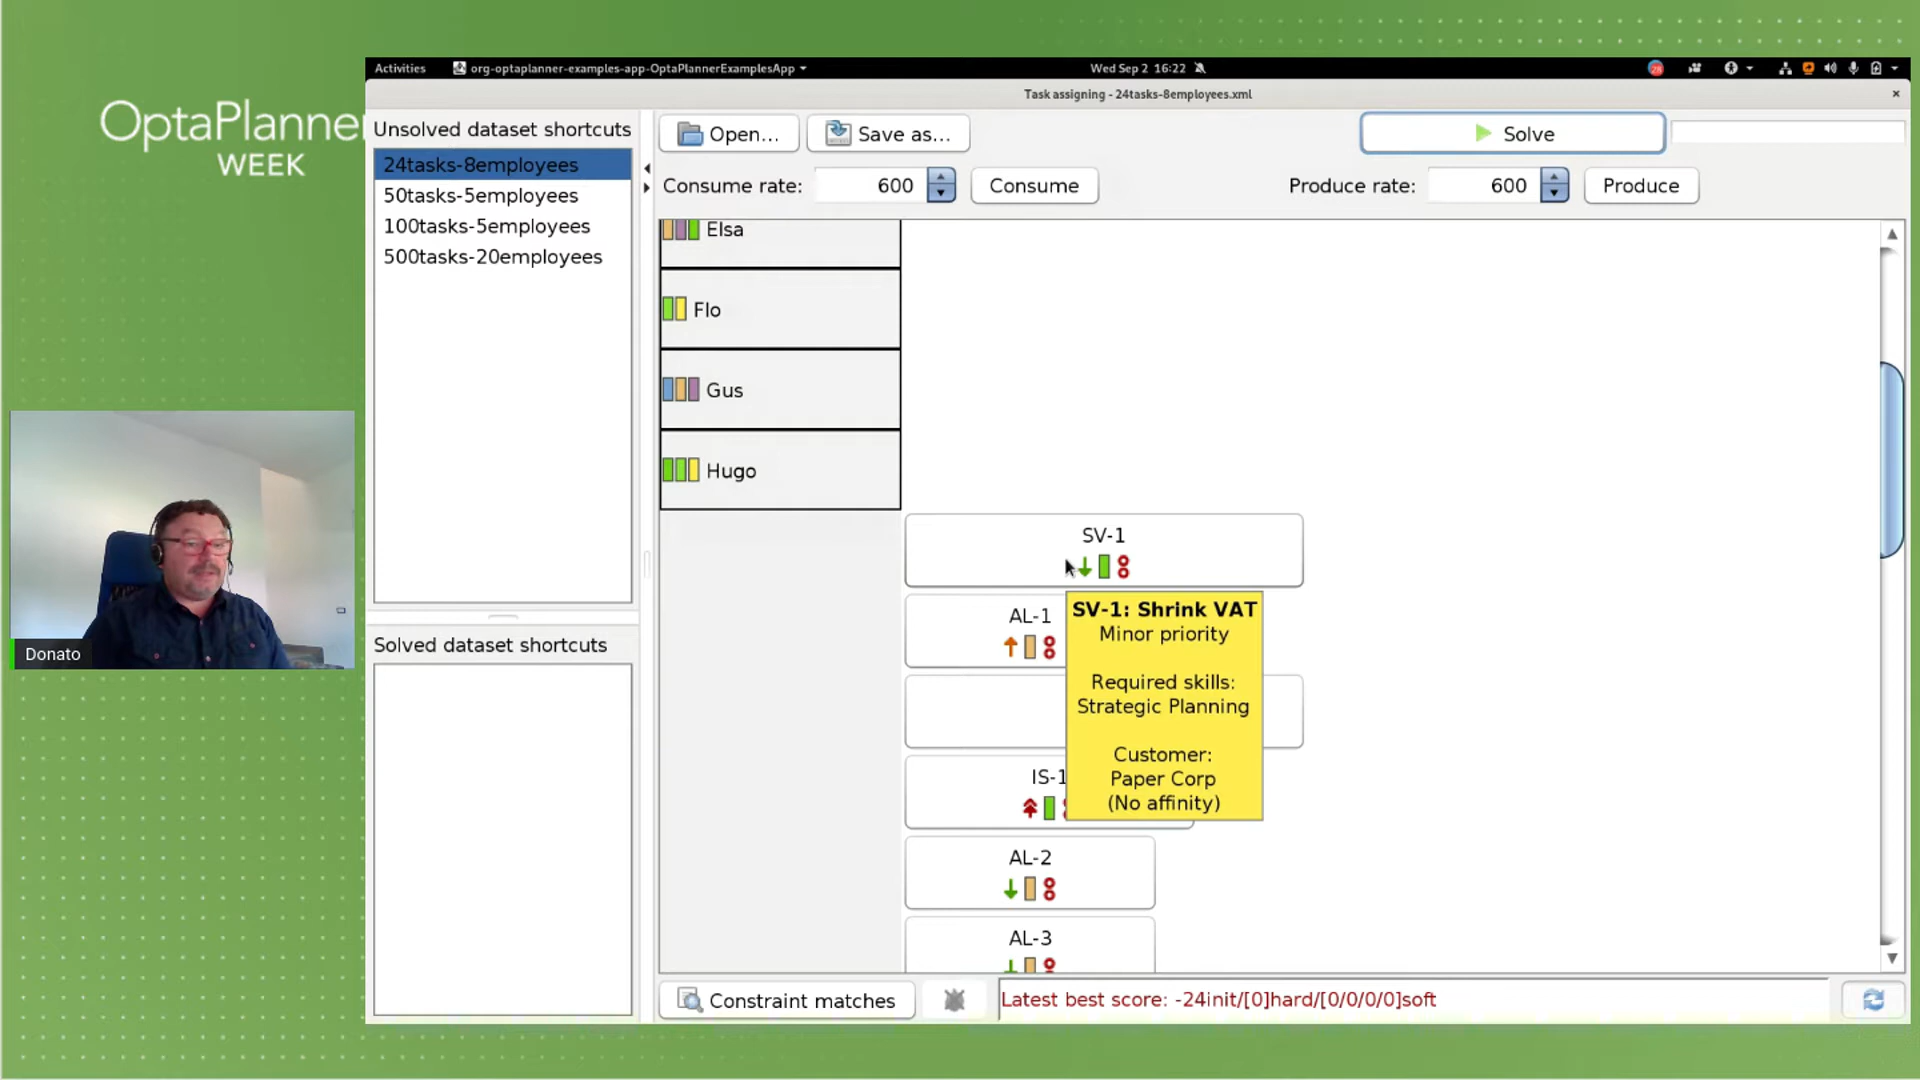 OptaPlanner
WEEK
Donato
Activities
org-optaplanner-examples-app-OptaPlannerExamplesApp
Wed Sep 2 16:22
Task assigning - 24tasks-8employees.xml
Unsolved dataset shortcuts
24tasks-8employees
50tasks-5employees
100tasks-5employees
500tasks-20employees
Solved dataset shortcuts
Open...
Save as...
Solve
Consume rate:
600
Consume
Produce rate:
600
Produce
Elsa
Flo
Gus
Hugo
SV-1
AL-1
SV-1: Shrink VAT
Minor priority
Required skills:
Strategic Planning
Customer:
Paper Corp
(No affinity)
IS-1
AL-2
AL-3
Constraint matches
Latest best score: -24init/[0]hard/[0/0/0/0]soft